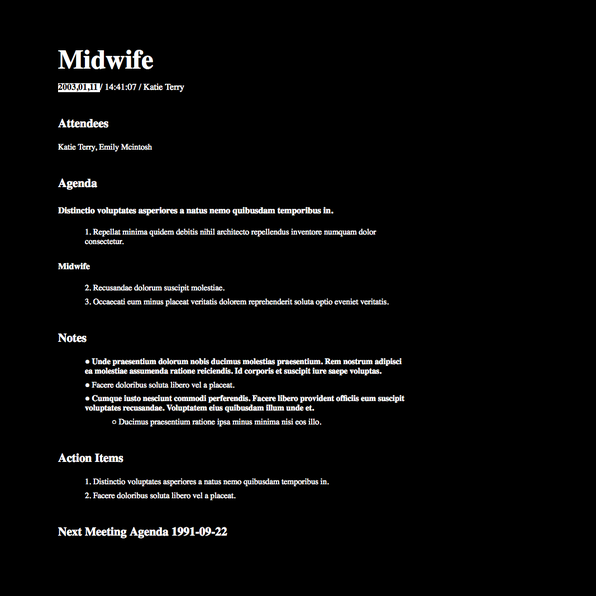 Midwife
2003,01,11 / 14:41:07 / Katie Terry
Attendees
Katie Terry, Emily Mcintosh
Agenda
Distinctio voluptates asperiores a natus nemo quibusdam temporibus in.
1. Repellat minima quidem debitis nihil architecto repellendus inventore numquam dolor
consectetur.
Midwife
2. Recusandae dolorum suscipit molestiae.
3. Occaecati eum minus placeat veritatis dolorem reprehenderit soluta optio eveniet veritatis.
Notes
● Unde praesentium dolorum nobis ducimus molestias praesentium. Rem nostrum adipisci
ea molestiae assumenda ratione reiciendis. Id corporis et suscipit iure saepe voluptas.
● Facere doloribus soluta libero vel a placeat.
● Cumque iusto nesciunt commodi perferendis. Facere libero provident officiis eum suscipit
voluptates recusandae. Voluptatem eius quibusdam illum unde et.
○ Ducimus praesentium ratione ipsa minus minima nisi eos illo.
Action Items
1. Distinctio voluptates asperiores a natus nemo quibusdam temporibus in.
2. Facere doloribus soluta libero vel a placeat.
Next Meeting Agenda 1991-09-22